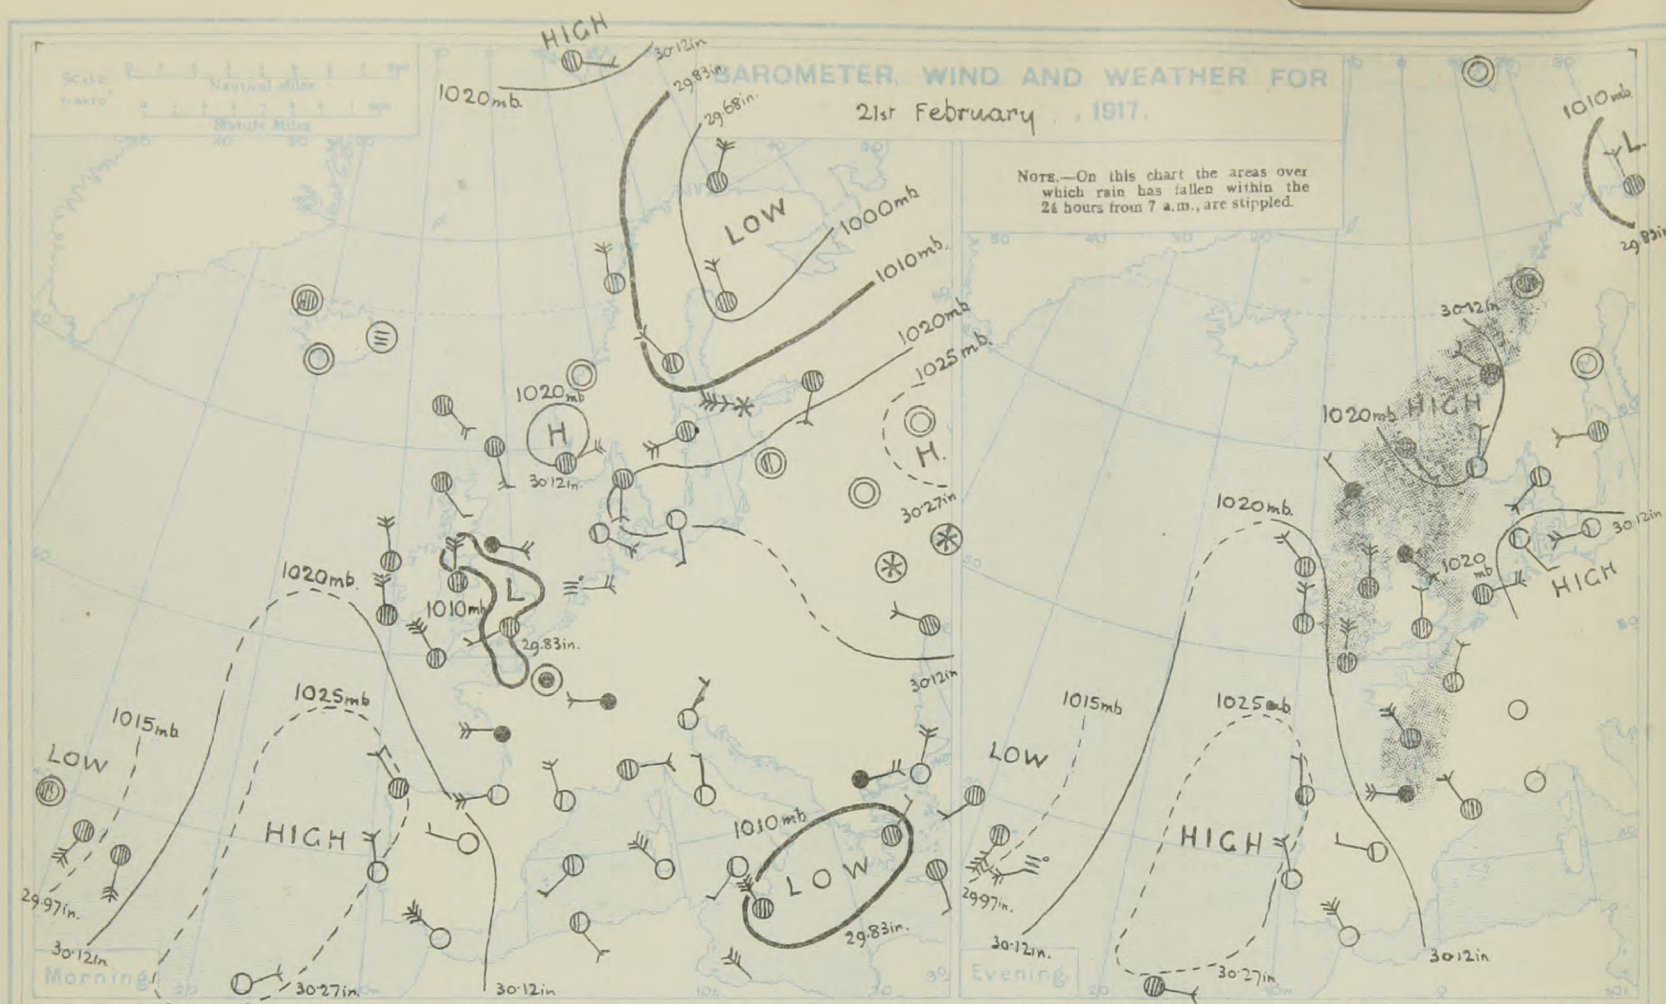 BAROMETER, WIND AND WEATHER FOR
21st February , 1917.
NOTE.—On this chart the areas over
which rain has fallen within the
24 hours from 7 a.m., are stippled.
Nautical Miles
Statute Miles
HIGH
30·12in
1020mb.
29·83in.
29·68in.
LOW
1000mb
1010mb.
1020mb
1025mb.
1020mb
H
30·12in.
H.
30·27in
1020mb.
1010mb
L
29·83in.
30·12in
1025mb
1015mb
LOW
HIGH
1010mb
LOW
29·83in.
29·97in.
30·12in
30·27in.
30·12in
Morning
1010mb
L.
29·83in
30·12in
1020mb
HIGH
1020mb.
30·12in
1020
mb
HIGH
1015mb
1025mb
LOW
HIGH
29·97in.
30·12in.
30·27in
30·12in
Evening